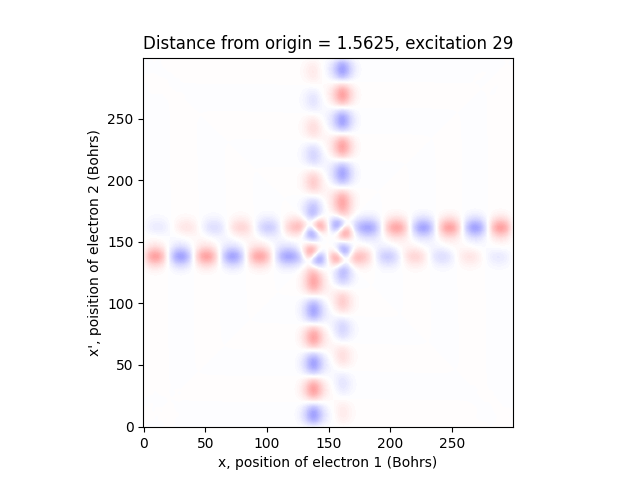 Distance from origin = 1.5625, excitation 29
x', poisition of electron 2 (Bohrs)
250
200
150
100
50
0
0 50 100 150 200 250
x, position of electron 1 (Bohrs)